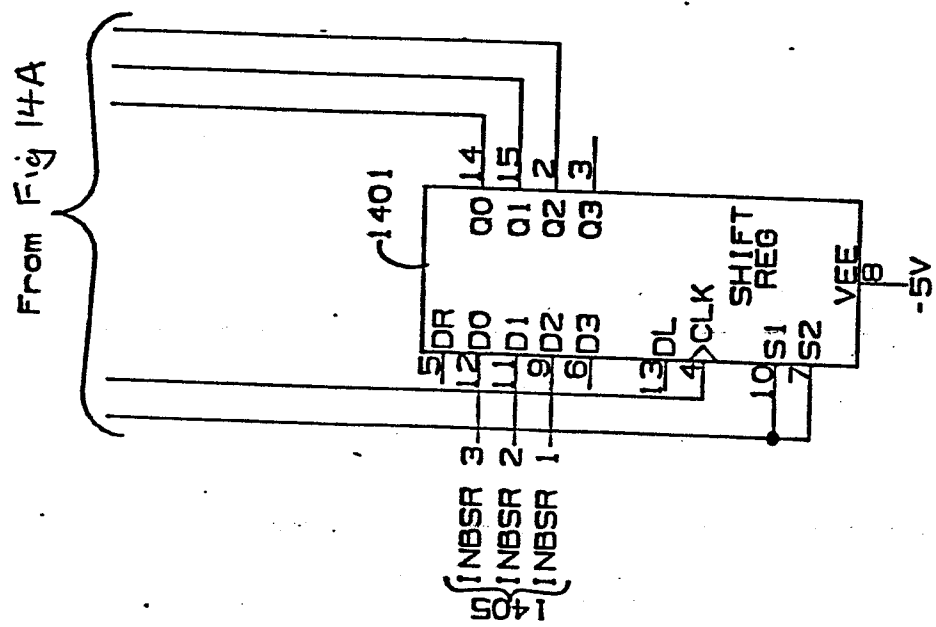 From Fig 14A
1401
14 Q0
15 Q1
2 Q2
3 Q3
5 DR
12 D0
11 D1
9 D2
6 D3
13 DL
4 CLK
10 S1
7 S2
SHIFT
REG
VEE
8
-5V
INBSR 3
INBSR 2
INBSR 1
1405